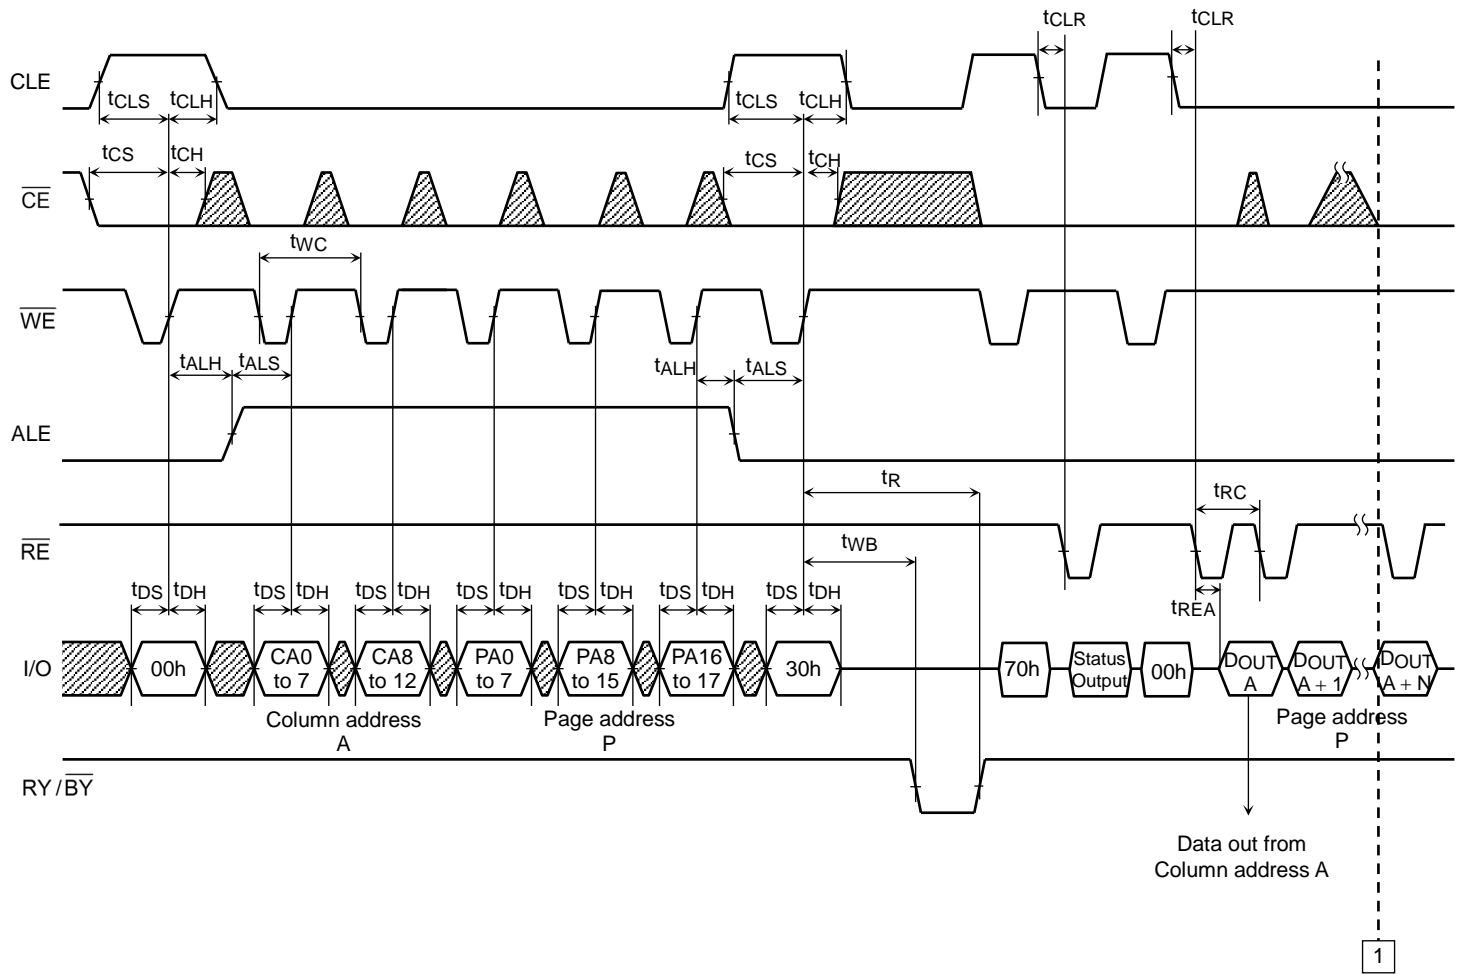 tCLR tCLR
CLE
tCLS tCLH tCLS tCLH
tCS tCH tCS tCH
CE
tWC
WE
tALH tALS tALH tALS
ALE
tR tRC
RE
tWB
tDS tDH tDS tDH tDS tDH tDS tDH tDS tDH tDS tDH tDS tDH
tREA
I/O
00h
CA0
to 7
CA8
to 12
PA0
to 7
PA8
to 15
PA16
to 17
30h
70h
Status
Output
00h
DOUT
A
DOUT
A + 1
DOUT
A + N
Column address
A
Page address
P
Page address
P
RY/BY
Data out from
Column address A
1